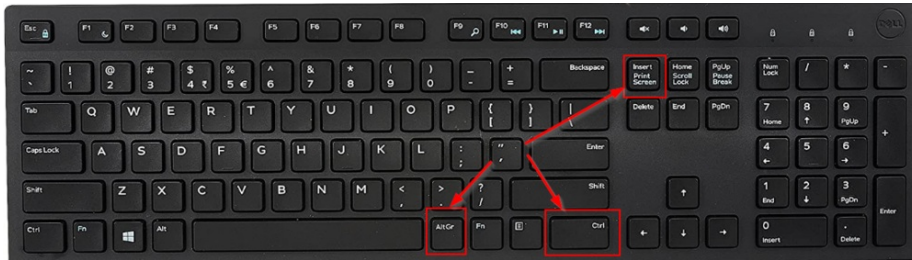 Esc F1 F2 F3 F4 F5 F6 F7 F8 F9 F10 F11 F12 DELL
~ ! @ # $ % ^ & * ( ) _ + Backspace Insert Home PgUp Num / * -
` 1 2 3 4 ₹ 5 € 6 7 8 9 0 - = Print Scroll Pause Lock
Screen Lock Break
Tab Q W E R T Y U I O P { } | Delete End PgDn 7 8 9 +
[ ] \ Home ↑ PgUp
Caps Lock A S D F G H J K L : " Enter 4 5 6
; ' ← →
Shift Z X C V B N M < > ? Shift ↑ 1 2 3 Enter
, . / End ↓ PgDn
Ctrl Fn Alt Alt Gr Fn Ctrl ← ↓ → 0 .
Insert Delete